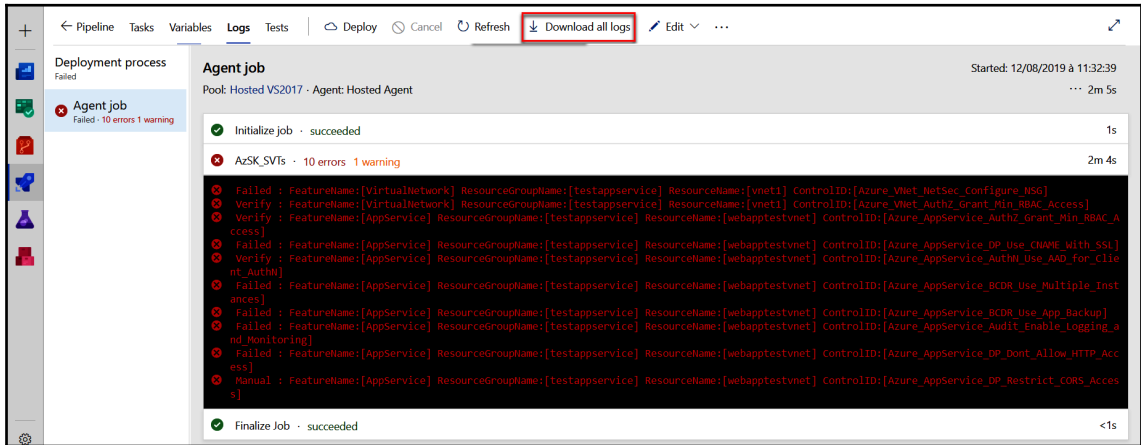 ← Pipeline Tasks Variables Logs Tests Deploy Cancel Refresh Download all logs Edit ...
Deployment process
Failed
Agent job
Failed · 10 errors 1 warning
Agent job
Started: 12/08/2019 à 11:32:39
Pool: Hosted VS2017 · Agent: Hosted Agent
... 2m 5s
Initialize job · succeeded 1s
AzSK_SVTs · 10 errors 1 warning 2m 4s
Failed : FeatureName:[VirtualNetwork] ResourceGroupName:[testappservice] ResourceName:[vnet1] ControlID:[Azure_VNet_NetSec_Configure_NSG]
Verify : FeatureName:[VirtualNetwork] ResourceGroupName:[testappservice] ResourceName:[vnet1] ControlID:[Azure_VNet_AuthZ_Grant_Min_RBAC_Access]
Verify : FeatureName:[AppService] ResourceGroupName:[testappservice] ResourceName:[webapptestvnet] ControlID:[Azure_AppService_AuthZ_Grant_Min_RBAC_A
ccess]
Failed : FeatureName:[AppService] ResourceGroupName:[testappservice] ResourceName:[webapptestvnet] ControlID:[Azure_AppService_DP_Use_CNAME_With_SSL]
Verify : FeatureName:[AppService] ResourceGroupName:[testappservice] ResourceName:[webapptestvnet] ControlID:[Azure_AppService_AuthN_Use_AAD_for_Clie
nt_AuthN]
Failed : FeatureName:[AppService] ResourceGroupName:[testappservice] ResourceName:[webapptestvnet] ControlID:[Azure_AppService_BCDR_Use_Multiple_Inst
ances]
Failed : FeatureName:[AppService] ResourceGroupName:[testappservice] ResourceName:[webapptestvnet] ControlID:[Azure_AppService_BCDR_Use_App_Backup]
Failed : FeatureName:[AppService] ResourceGroupName:[testappservice] ResourceName:[webapptestvnet] ControlID:[Azure_AppService_Audit_Enable_Logging_a
nd_Monitoring]
Failed : FeatureName:[AppService] ResourceGroupName:[testappservice] ResourceName:[webapptestvnet] ControlID:[Azure_AppService_DP_Dont_Allow_HTTP_Acc
ess]
Manual : FeatureName:[AppService] ResourceGroupName:[testappservice] ResourceName:[webapptestvnet] ControlID:[Azure_AppService_DP_Restrict_CORS_Acces
s]
Finalize Job · succeeded <1s